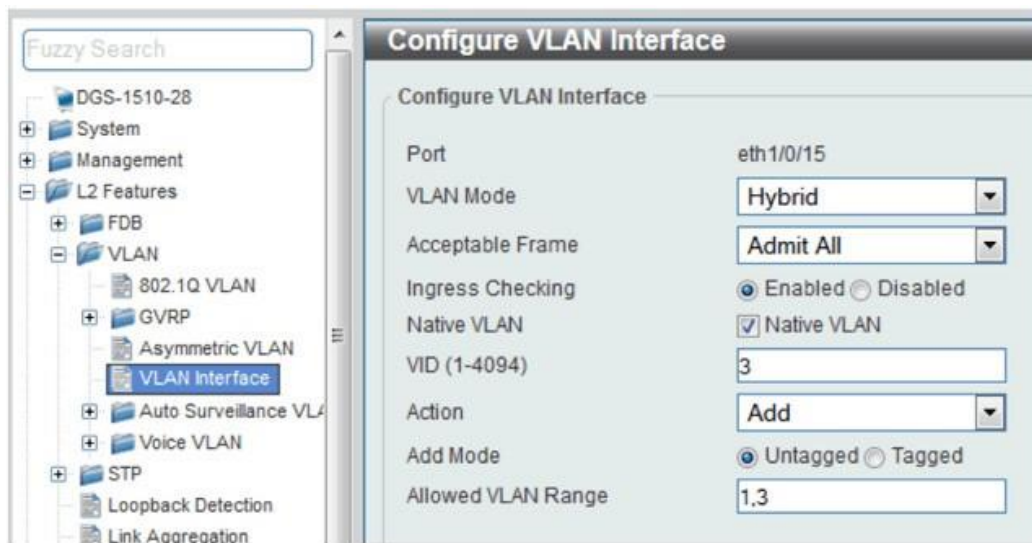 Fuzzy Search
DGS-1510-28
System
Management
L2 Features
FDB
VLAN
802.1Q VLAN
GVRP
Asymmetric VLAN
VLAN Interface
Auto Surveillance VLA
Voice VLAN
STP
Loopback Detection
Link Aggregation
Configure VLAN Interface
Configure VLAN Interface
Port eth1/0/15
VLAN Mode Hybrid
Acceptable Frame Admit All
Ingress Checking Enabled Disabled
Native VLAN Native VLAN
VID (1-4094) 3
Action Add
Add Mode Untagged Tagged
Allowed VLAN Range 1,3